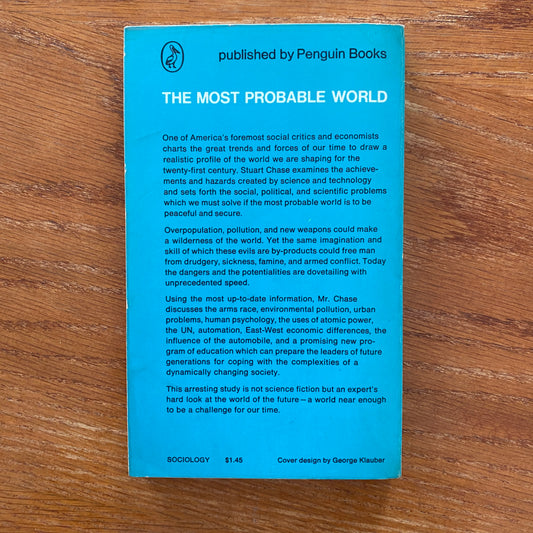 published by Penguin Books
THE MOST PROBABLE WORLD
One of America's foremost social critics and economists
charts the great trends and forces of our time to draw a
realistic profile of the world we are shaping for the
twenty-first century. Stuart Chase examines the achieve-
ments and hazards created by science and technology
and sets forth the social, political, and scientific problems
which we must solve if the most probable world is to be
peaceful and secure.
Overpopulation, pollution, and new weapons could make
a wilderness of the world. Yet the same imagination and
skill of which these evils are by-products could free man
from drudgery, sickness, famine, and armed conflict. Today
the dangers and the potentialities are dovetailing with
unprecedented speed.
Using the most up-to-date information, Mr. Chase
discusses the arms race, environmental pollution, urban
problems, human psychology, the uses of atomic power,
the UN, automation, East-West economic differences, the
influence of the automobile, and a promising new pro-
gram of education which can prepare the leaders of future
generations for coping with the complexities of a
dynamically changing society.
This arresting study is not science fiction but an expert's
hard look at the world of the future—a world near enough
to be a challenge for our time.
SOCIOLOGY $1.45 Cover design by George Klauber